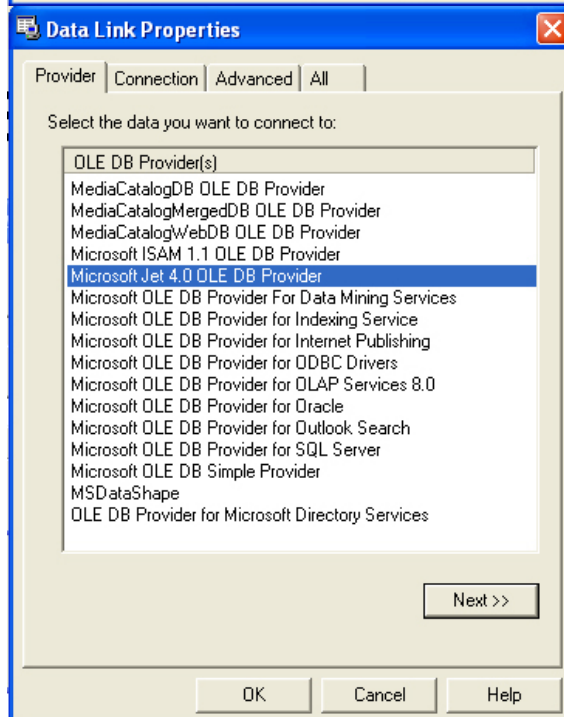 Data Link Properties
Provider Connection Advanced All
Select the data you want to connect to:
OLE DB Provider(s)
MediaCatalogDB OLE DB Provider
MediaCatalogMergedDB OLE DB Provider
MediaCatalogWebDB OLE DB Provider
Microsoft ISAM 1.1 OLE DB Provider
Microsoft Jet 4.0 OLE DB Provider
Microsoft OLE DB Provider For Data Mining Services
Microsoft OLE DB Provider for Indexing Service
Microsoft OLE DB Provider for Internet Publishing
Microsoft OLE DB Provider for ODBC Drivers
Microsoft OLE DB Provider for OLAP Services 8.0
Microsoft OLE DB Provider for Oracle
Microsoft OLE DB Provider for Outlook Search
Microsoft OLE DB Provider for SQL Server
Microsoft OLE DB Simple Provider
MSDataShape
OLE DB Provider for Microsoft Directory Services
Next >>
OK Cancel Help